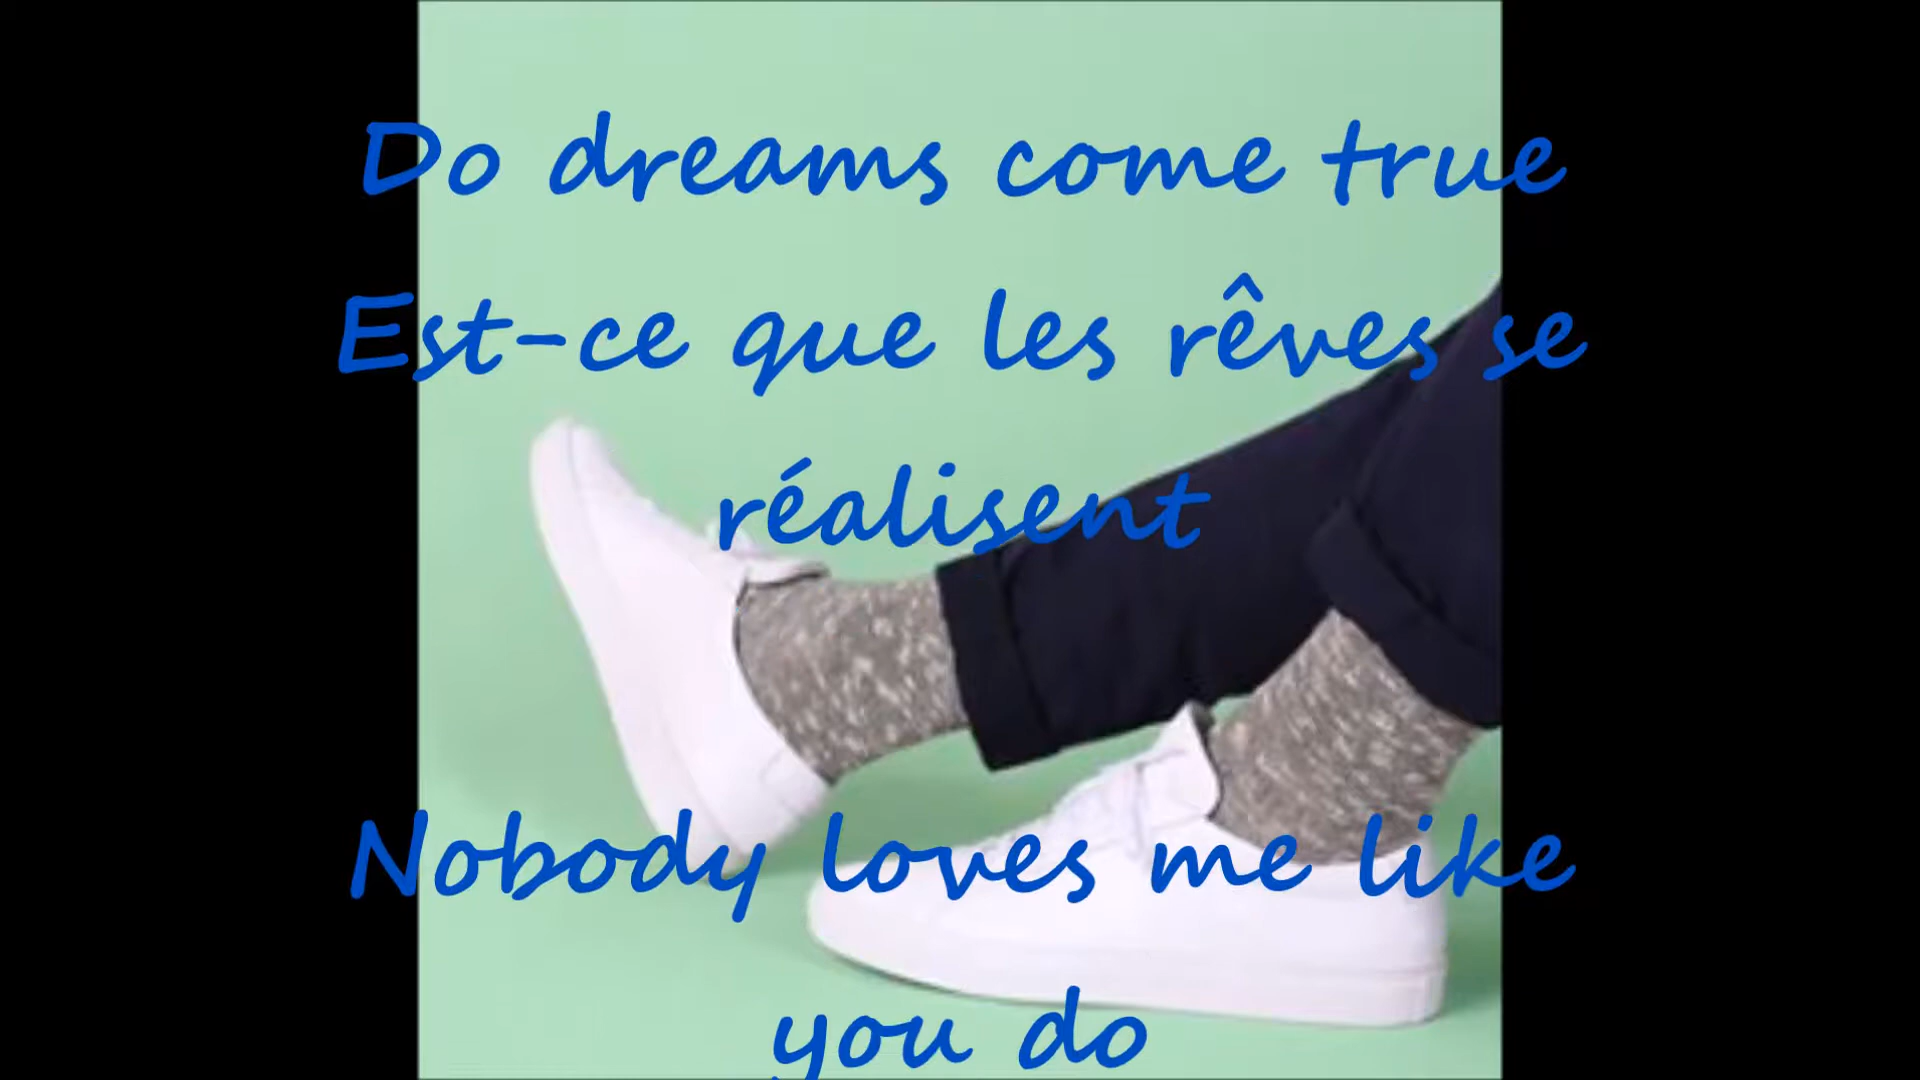 Do dreams come true
Est-ce que les rêves se
réalisent
Nobody loves me like
you do